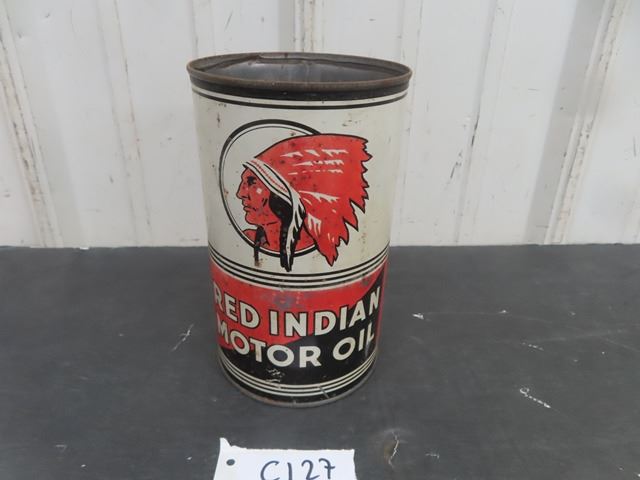 RED INDIAN
MOTOR OIL
C127